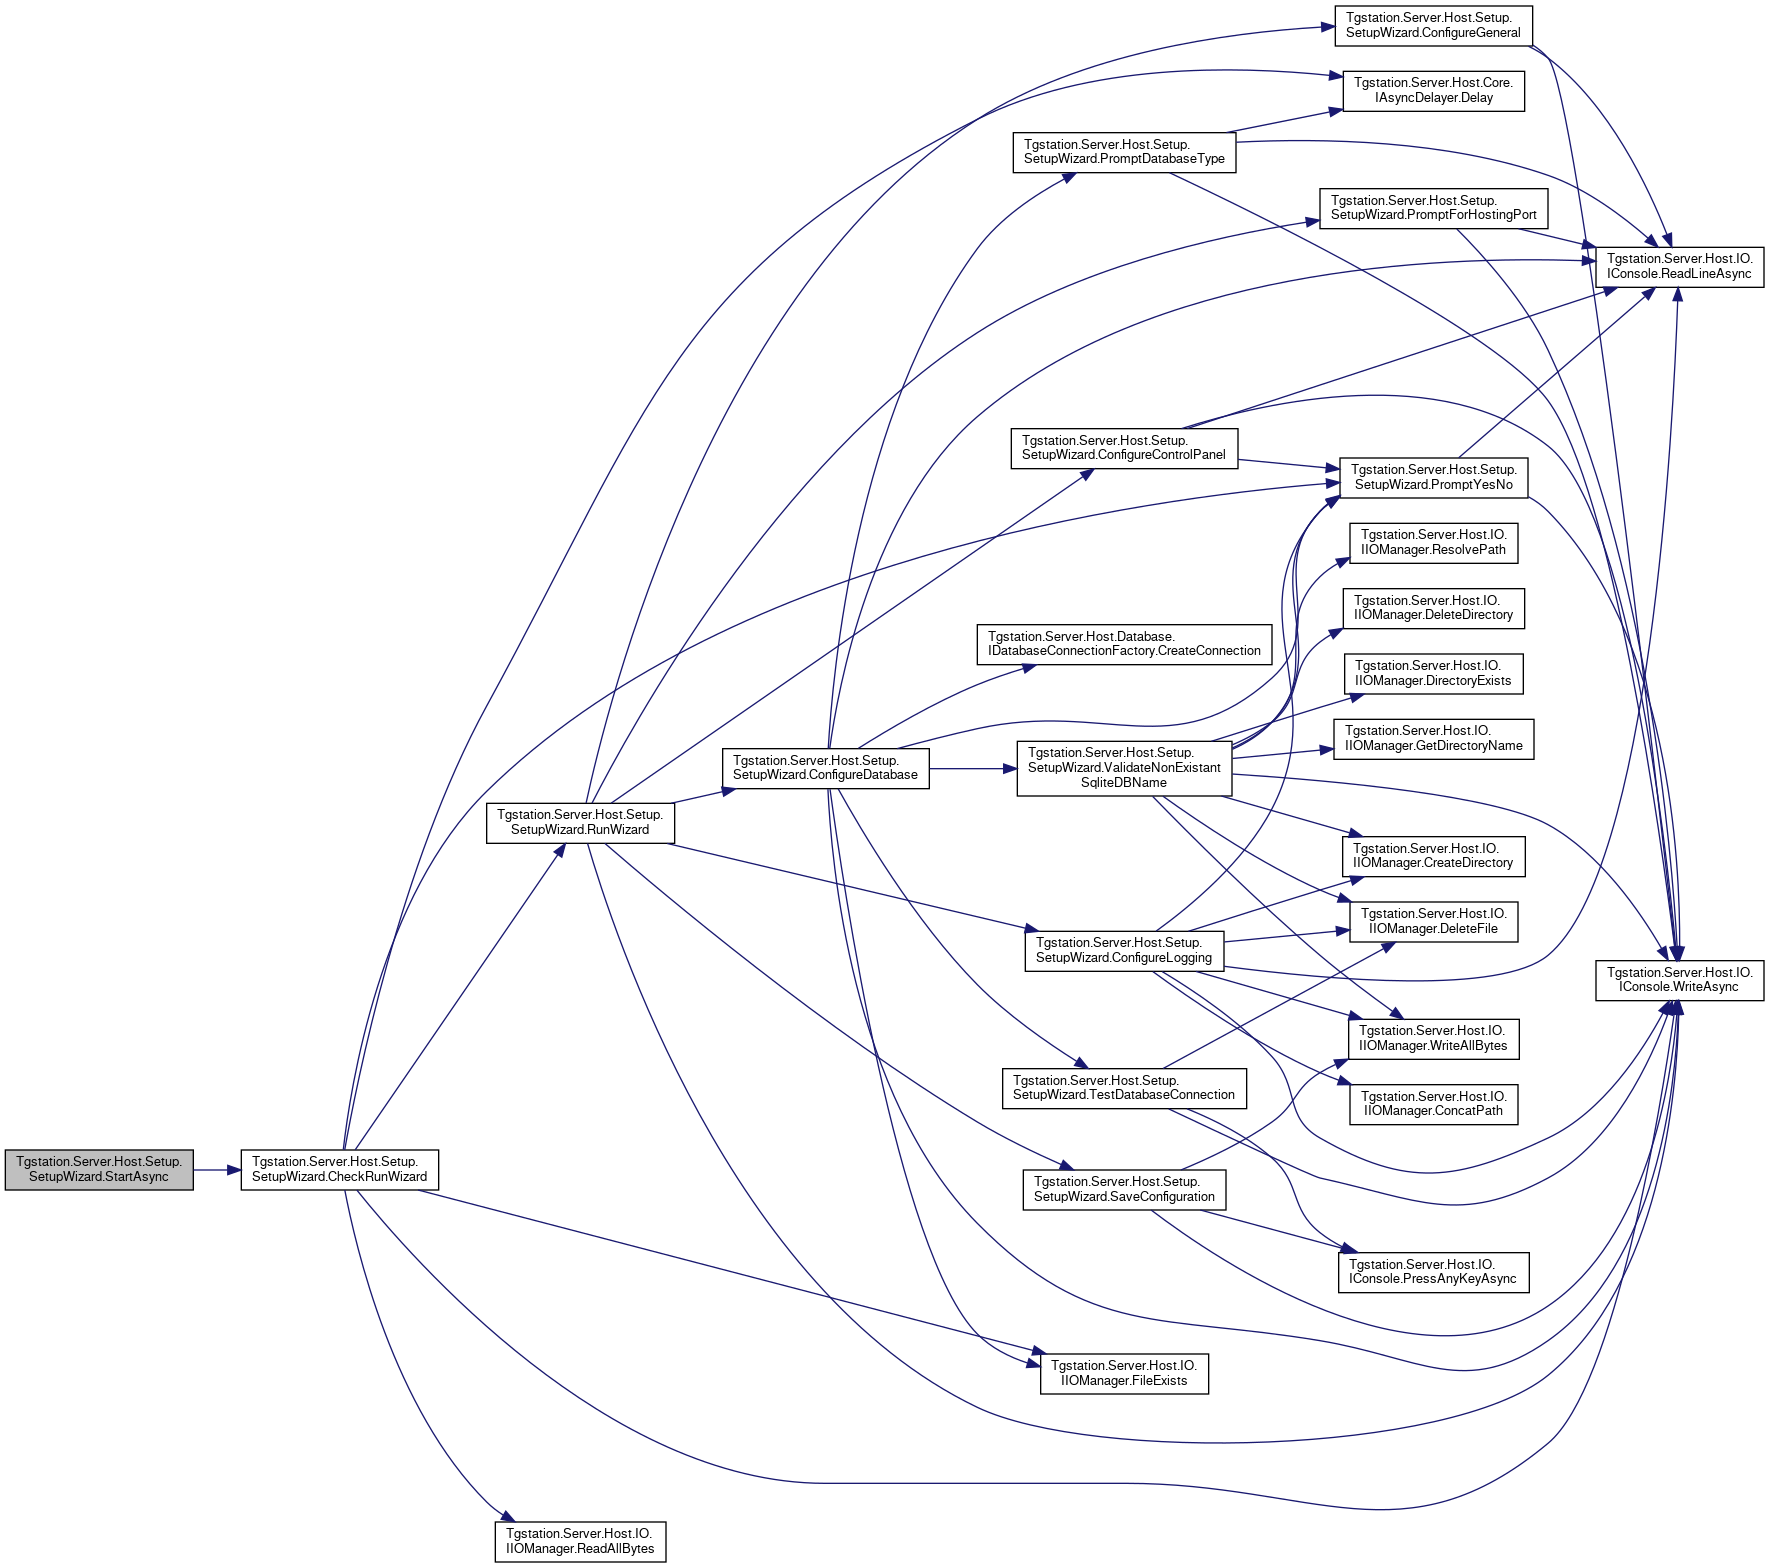 Tgstation.Server.Host.Setup.
SetupWizard.ConfigureGeneral
Tgstation.Server.Host.Core.
IAsyncDelayer.Delay
Tgstation.Server.Host.Setup.
SetupWizard.PromptDatabaseType
Tgstation.Server.Host.Setup.
SetupWizard.PromptForHostingPort
Tgstation.Server.Host.IO.
IConsole.ReadLineAsync
Tgstation.Server.Host.Setup.
SetupWizard.ConfigureControlPanel
Tgstation.Server.Host.Setup.
SetupWizard.PromptYesNo
Tgstation.Server.Host.IO.
IIOManager.ResolvePath
Tgstation.Server.Host.IO.
IIOManager.DeleteDirectory
Tgstation.Server.Host.Database.
IDatabaseConnectionFactory.CreateConnection
Tgstation.Server.Host.IO.
IIOManager.DirectoryExists
Tgstation.Server.Host.IO.
IIOManager.GetDirectoryName
Tgstation.Server.Host.Setup.
SetupWizard.ConfigureDatabase
Tgstation.Server.Host.Setup.
SetupWizard.ValidateNonExistant
SqliteDBName
Tgstation.Server.Host.Setup.
SetupWizard.RunWizard
Tgstation.Server.Host.IO.
IIOManager.CreateDirectory
Tgstation.Server.Host.IO.
IIOManager.DeleteFile
Tgstation.Server.Host.Setup.
SetupWizard.ConfigureLogging
Tgstation.Server.Host.IO.
IConsole.WriteAsync
Tgstation.Server.Host.IO.
IIOManager.WriteAllBytes
Tgstation.Server.Host.Setup.
SetupWizard.TestDatabaseConnection
Tgstation.Server.Host.IO.
IIOManager.ConcatPath
Tgstation.Server.Host.Setup.
SetupWizard.StartAsync
Tgstation.Server.Host.Setup.
SetupWizard.CheckRunWizard
Tgstation.Server.Host.Setup.
SetupWizard.SaveConfiguration
Tgstation.Server.Host.IO.
IConsole.PressAnyKeyAsync
Tgstation.Server.Host.IO.
IIOManager.FileExists
Tgstation.Server.Host.IO.
IIOManager.ReadAllBytes